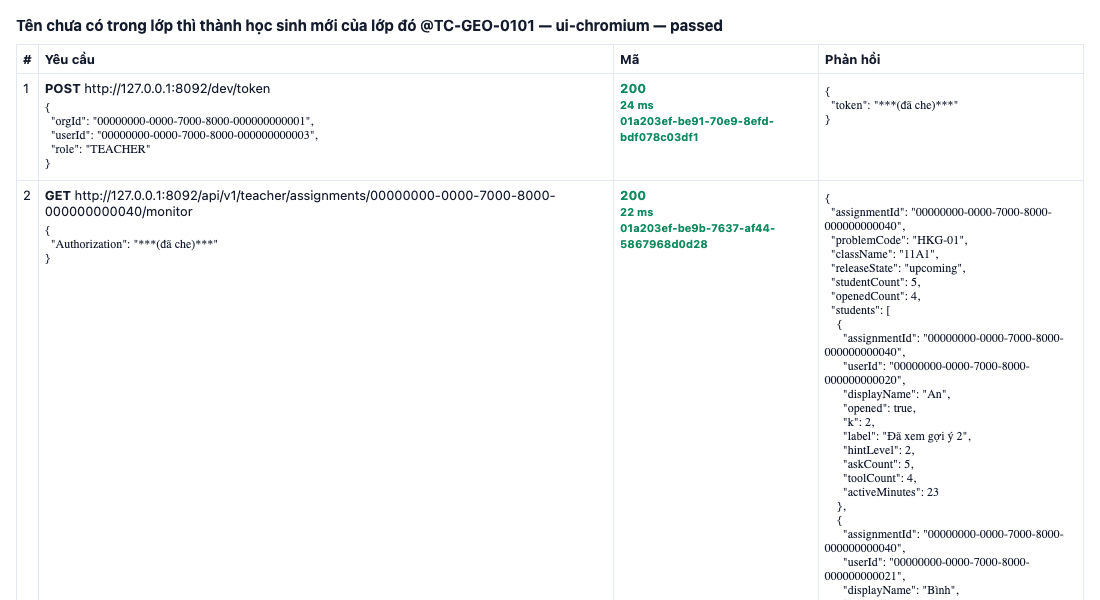 Tên chưa có trong lớp thì thành học sinh mới của lớp đó @TC-GEO-0101 — ui-chromium — passed
# Yêu cầu Mã Phản hồi
1 POST http://127.0.0.1:8092/dev/token
{
"orgId": "00000000-0000-7000-8000-000000000001",
"userId": "00000000-0000-7000-8000-000000000003",
"role": "TEACHER"
}
200
24 ms
01a203ef-be91-70e9-8efd-
bdf078c03df1
{
"token": "***(đã che)***"
}
2 GET http://127.0.0.1:8092/api/v1/teacher/assignments/00000000-0000-7000-8000-
000000000040/monitor
{
"Authorization": "***(đã che)***"
}
200
22 ms
01a203ef-be9b-7637-af44-
5867968d0d28
{
"assignmentId": "00000000-0000-7000-8000-
000000000040",
"problemCode": "HKG-01",
"className": "11A1",
"releaseState": "upcoming",
"studentCount": 5,
"openedCount": 4,
"students": [
{
"assignmentId": "00000000-0000-7000-8000-
000000000040",
"userId": "00000000-0000-7000-8000-
000000000020",
"displayName": "An",
"opened": true,
"k": 2,
"label": "Đã xem gợi ý 2",
"hintLevel": 2,
"askCount": 5,
"toolCount": 4,
"activeMinutes": 23
},
{
"assignmentId": "00000000-0000-7000-8000-
000000000040",
"userId": "00000000-0000-7000-8000-
000000000021",
"displayName": "Bình",